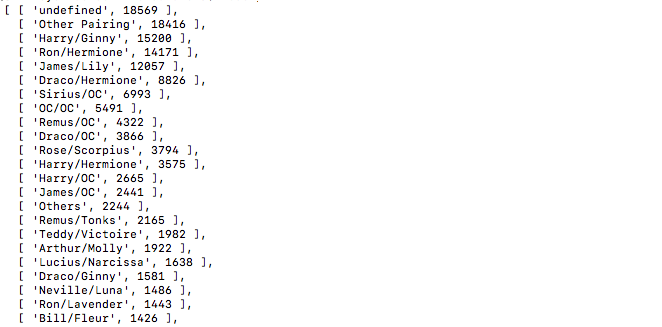 [ [ 'undefined', 18569 ],
[ 'Other Pairing', 18416 ],
[ 'Harry/Ginny', 15200 ],
[ 'Ron/Hermione', 14171 ],
[ 'James/Lily', 12057 ],
[ 'Draco/Hermione', 8826 ],
[ 'Sirius/OC', 6993 ],
[ 'OC/OC', 5491 ],
[ 'Remus/OC', 4322 ],
[ 'Draco/OC', 3866 ],
[ 'Rose/Scorpius', 3794 ],
[ 'Harry/Hermione', 3575 ],
[ 'Harry/OC', 2665 ],
[ 'James/OC', 2441 ],
[ 'Others', 2244 ],
[ 'Remus/Tonks', 2165 ],
[ 'Teddy/Victoire', 1982 ],
[ 'Arthur/Molly', 1922 ],
[ 'Lucius/Narcissa', 1638 ],
[ 'Draco/Ginny', 1581 ],
[ 'Neville/Luna', 1486 ],
[ 'Ron/Lavender', 1443 ],
[ 'Bill/Fleur', 1426 ],